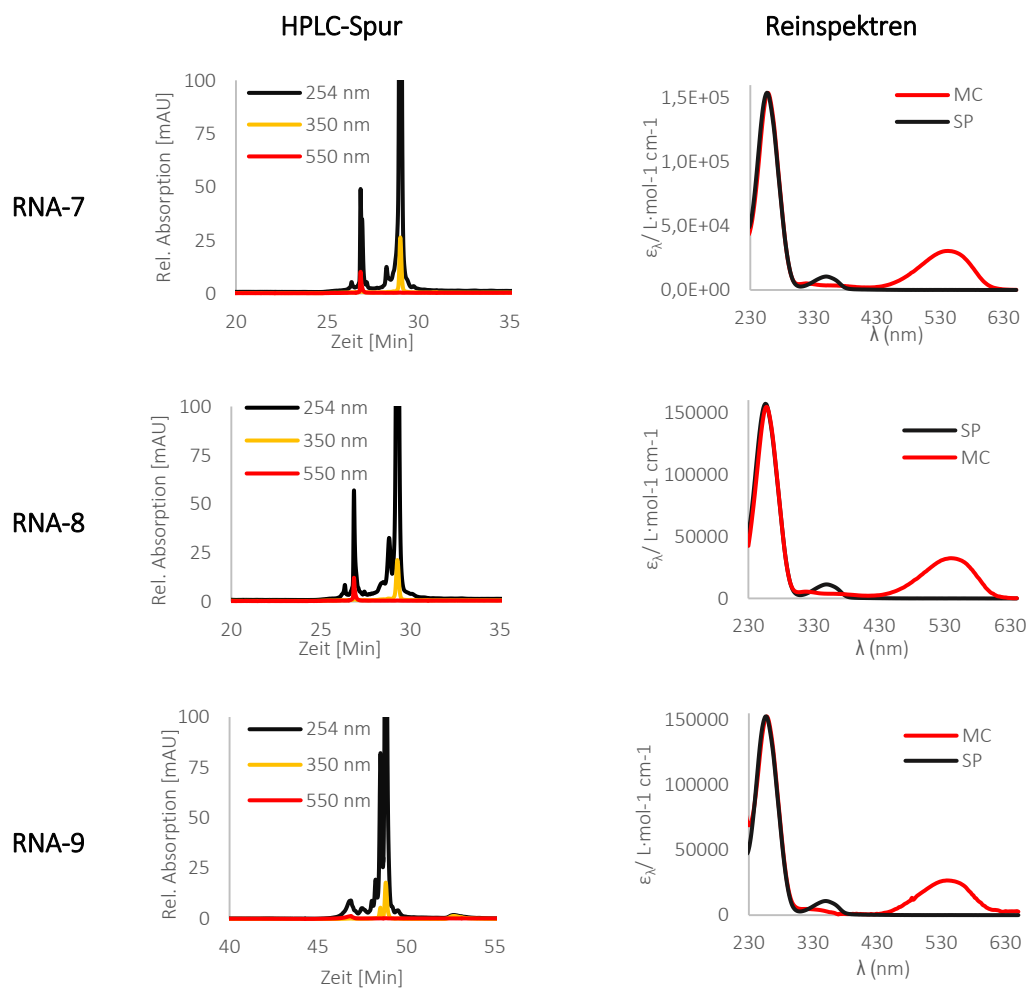 HPLC-Spur
Reinspektren
RNA-7
Rel. Absorption [mAU]
100
75
50
25
0
254 nm
350 nm
550 nm
20 25 30 35
Zeit [Min]
ελ/ L·mol-1 cm-1
1,5E+05
1,0E+05
5,0E+04
0,0E+00
MC
SP
230 330 430 530 630
λ (nm)
RNA-8
Rel. Absorption [mAU]
100
75
50
25
0
254 nm
350 nm
550 nm
20 25 30 35
Zeit [Min]
ελ/ L·mol-1 cm-1
150000
100000
50000
0
SP
MC
230 330 430 530 630
λ (nm)
RNA-9
Rel. Absorption [mAU]
100
75
50
25
0
254 nm
350 nm
550 nm
40 45 50 55
Zeit [Min]
ελ/ L·mol-1 cm-1
150000
100000
50000
0
MC
SP
230 330 430 530 630
λ (nm)